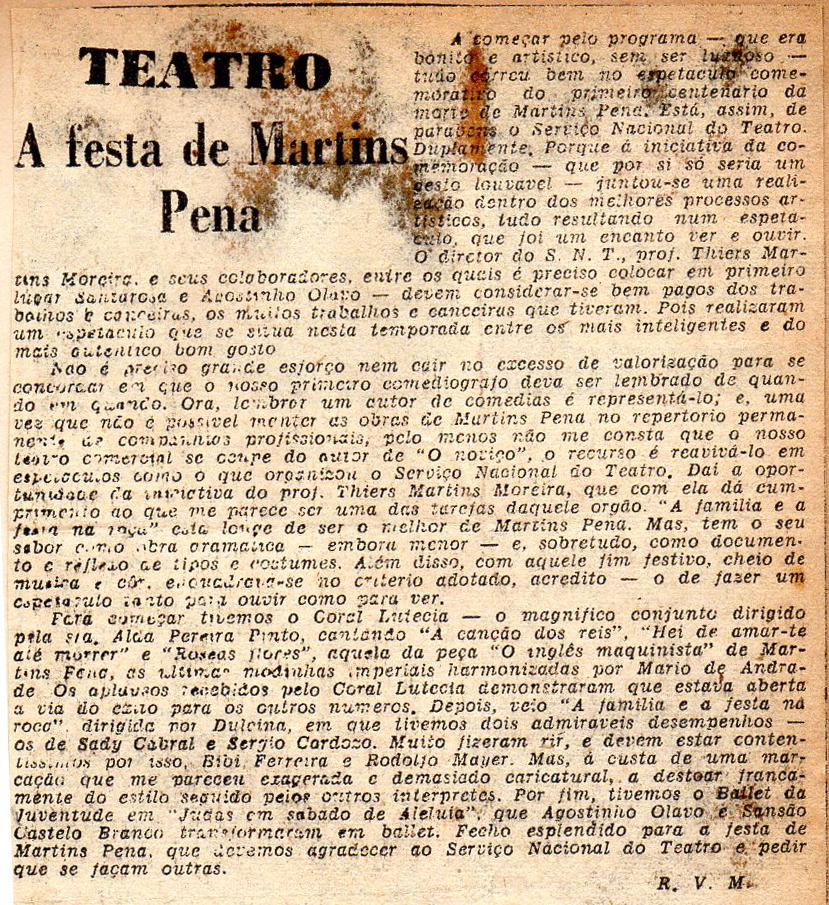 TEATRO
A festa de Martins
Pena
A começar pelo programa — que era
bonito e artistico, sem ser luxuoso —
tudo correu bem no espetaculo come-
morativo do primeiro centenario da
morte de Martins Pena. Está, assim, de
parabens o Serviço Nacional do Teatro.
Duplamente. Porque á iniciativa da co-
memoração — que por si só seria um
gesto louvavel — juntou-se uma reali-
zação dentro dos melhores processos ar-
tisticos, tudo resultando num espeta-
culo, que foi um encanto ver e ouvir.
O diretor do S. N. T., prof. Thiers Mar-
tins Moreira, e seus colaboradores, entre os quais é preciso colocar em primeiro
lugar Santarosa e Agostinho Olavo — devem considerar-se bem pagos dos tra-
balhos e canceiras, os muitos trabalhos e canceiras que tiveram. Pois realizaram
um espetaculo que se situa nesta temporada entre os mais inteligentes e do
mais autentico bom gosto
Não é preciso grande esforço nem cair no excesso de valorização para se
concordar em que o nosso primeiro comediografo deva ser lembrado de quan-
do em quando. Ora, lembrar um autor de comedias é representá-lo; e, uma
vez que não é possivel manter as obras de Martins Pena no repertorio perma-
nente de companhias profissionais, pelo menos não me consta que o nosso
teatro comercial se ocupe do autor de "O noviço", o recurso é reavivá-lo em
espetaculos como o que organizou o Serviço Nacional do Teatro. Daí a opor-
tunidade da iniciativa do prof. Thiers Martins Moreira, que com ela dá cum-
primento ao que me parece ser uma das tarefas daquele orgão. "A familia e a
festa na roça" está longe de ser o melhor de Martins Pena. Mas, tem o seu
sabor como obra dramatica — embora menor — e, sobretudo, como documen-
to e reflexo de tipos e costumes. Além disso, com aquele fim festivo, cheio de
musica e côr, enquadrava-se no criterio adotado, acredito — o de fazer um
espetaculo tanto para ouvir como para ver.
Para começar tivemos o Coral Lutecia — o magnifico conjunto dirigido
pela sra. Alda Pereira Pinto, cantando "A canção dos reis", "Hei de amar-te
até morrer" e "Roseas flores", aquela da peça "O inglês maquinista" de Mar-
tins Pena, as ultimas modinhas imperiais harmonizadas por Mario de Andra-
de Os aplausos recebidos pelo Coral Lutecia demonstraram que estava aberta
a via do exito para os outros numeros. Depois, veio "A familia e a festa na
roca". dirigida por Dulcina, em que tivemos dois admiraveis desempenhos —
os de Sady Cabral e Sergio Cardozo. Muito fizeram rir, e devem estar conten-
tissimos por isso, Bibi Ferreira e Rodolfo Mayer. Mas, á custa de uma mar-
cação que me pareceu exagerada e demasiado caricatural, a destoar franca-
mente do estilo seguido pelos outros interpretes. Por fim, tivemos o Ballet da
Juventude em "Judas em sabado de Aleluia", que Agostinho Olavo e Sansão
Castelo Branco transformaram em ballet. Fecho esplendido para a festa de
Martins Pena, que devemos agradecer ao Serviço Nacional do Teatro e pedir
que se façam outras.
R. V. M.